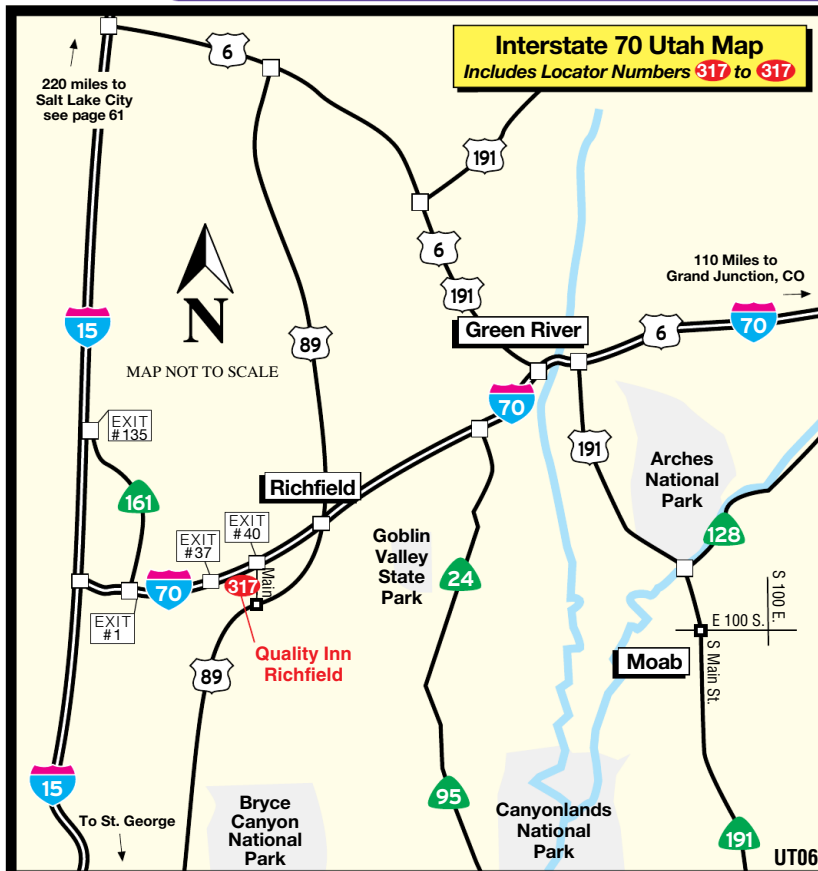 Interstate 70 Utah Map
Includes Locator Numbers 317 to 317
6
220 miles to
Salt Lake City
see page 61
191
6
191
110 Miles to
Grand Junction, CO
15
N
MAP NOT TO SCALE
89
Green River
6
70
70
EXIT
#135
191
Arches
National
Park
161
Richfield
EXIT
#40
EXIT
#37
Goblin
Valley
State
Park
128
24
70
317
Main
EXIT
#1
S 100 E.
E 100 S.
Quality Inn
Richfield
89
Moab
S Main St.
15
95
To St. George
Bryce
Canyon
National
Park
Canyonlands
National
Park
191
UT06